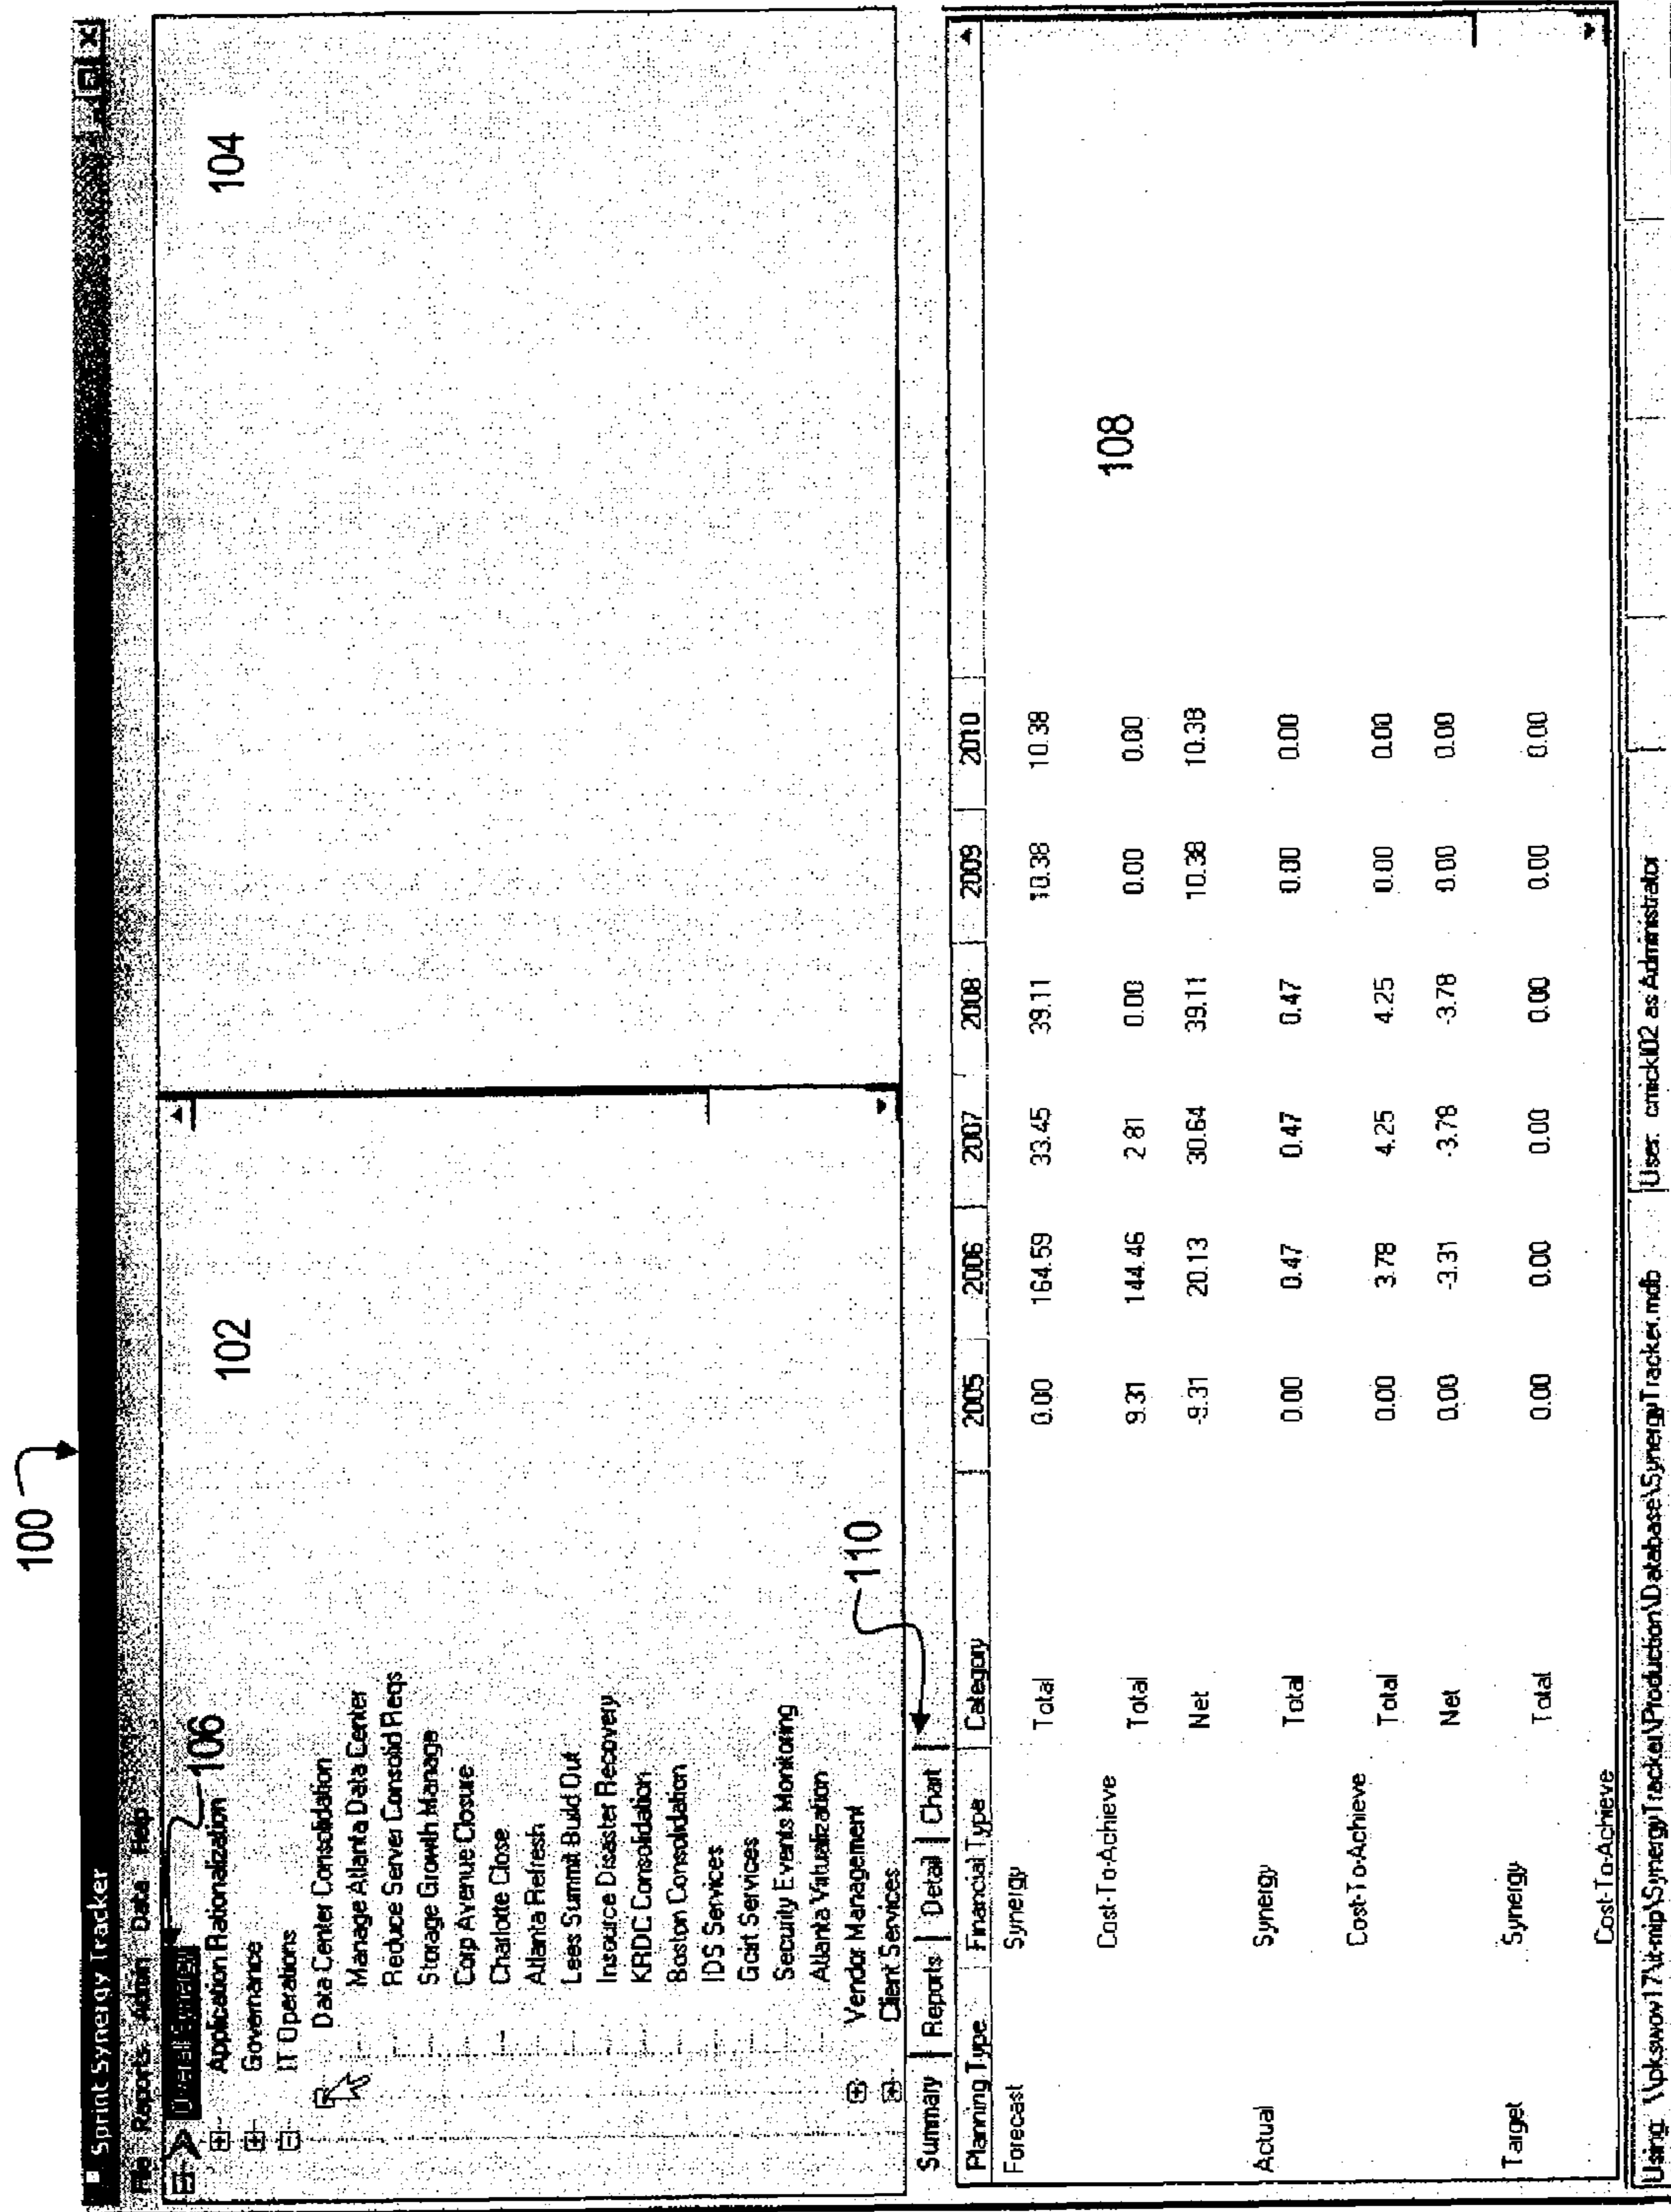 100
Sprint Synergy Tracker
File Reports Admin Data Help
Overall Synergy
106
102
104
Application Rationalization
Governance
IT Operations
Data Center Consolidation
Manage Atlanta Data Center
Reduce Server Consolid Reqs
Storage Growth Manage
Corp Avenue Closure
Charlotte Close
Atlanta Refresh
Lees Summit Build Out
Insource Disaster Recovery
KRDC Consolidation
Boston Consolidation
IDS Services
Security Events Monitoring
Atlanta Virtualization
Vendor Management
Client Services
110
Summary Reports Detail Chart
Planning Type Financial Type Category 2005 2006 2007 2008 2009 2010
Forecast Synergy Total 0.00 164.59 33.45 39.11 10.38 10.38
Cost-To-Achieve Total 9.31 144.46 2.81 0.00 0.00 0.00
Net -9.31 20.13 30.64 39.11 10.38 10.38
108
Actual Synergy Total 0.00 0.47 0.47 0.47 0.00 0.00
Cost-To-Achieve Total 0.00 3.78 4.25 4.25 0.00 0.00
Net 0.00 -3.31 -3.78 -3.78 0.00 0.00
Target Synergy Total 0.00 0.00 0.00 0.00 0.00 0.00
Cost-To-Achieve
Using: User: as Administrator